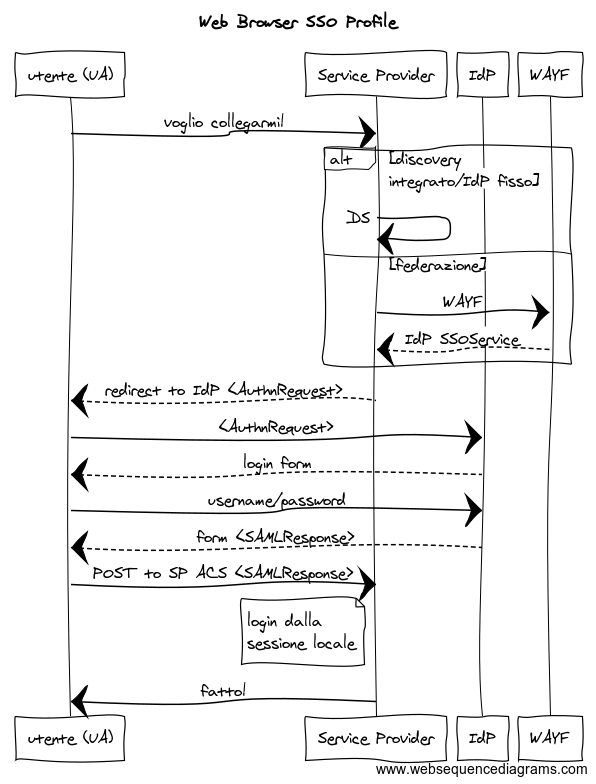 Web Browser SSO Profile
utente (UA)
Service Provider
IdP
WAYF
voglio collegarmi!
alt
[discovery
integrato/IdP fisso]
DS
[federazione]
WAYF
IdP SSOService
redirect to IdP <AuthnRequest>
<AuthnRequest>
login form
username/password
form <SAMLResponse>
POST to SP ACS <SAMLResponse>
login dalla
sessione locale
fatto!
utente (UA)
Service Provider
IdP
WAYF
www.websequencediagrams.com